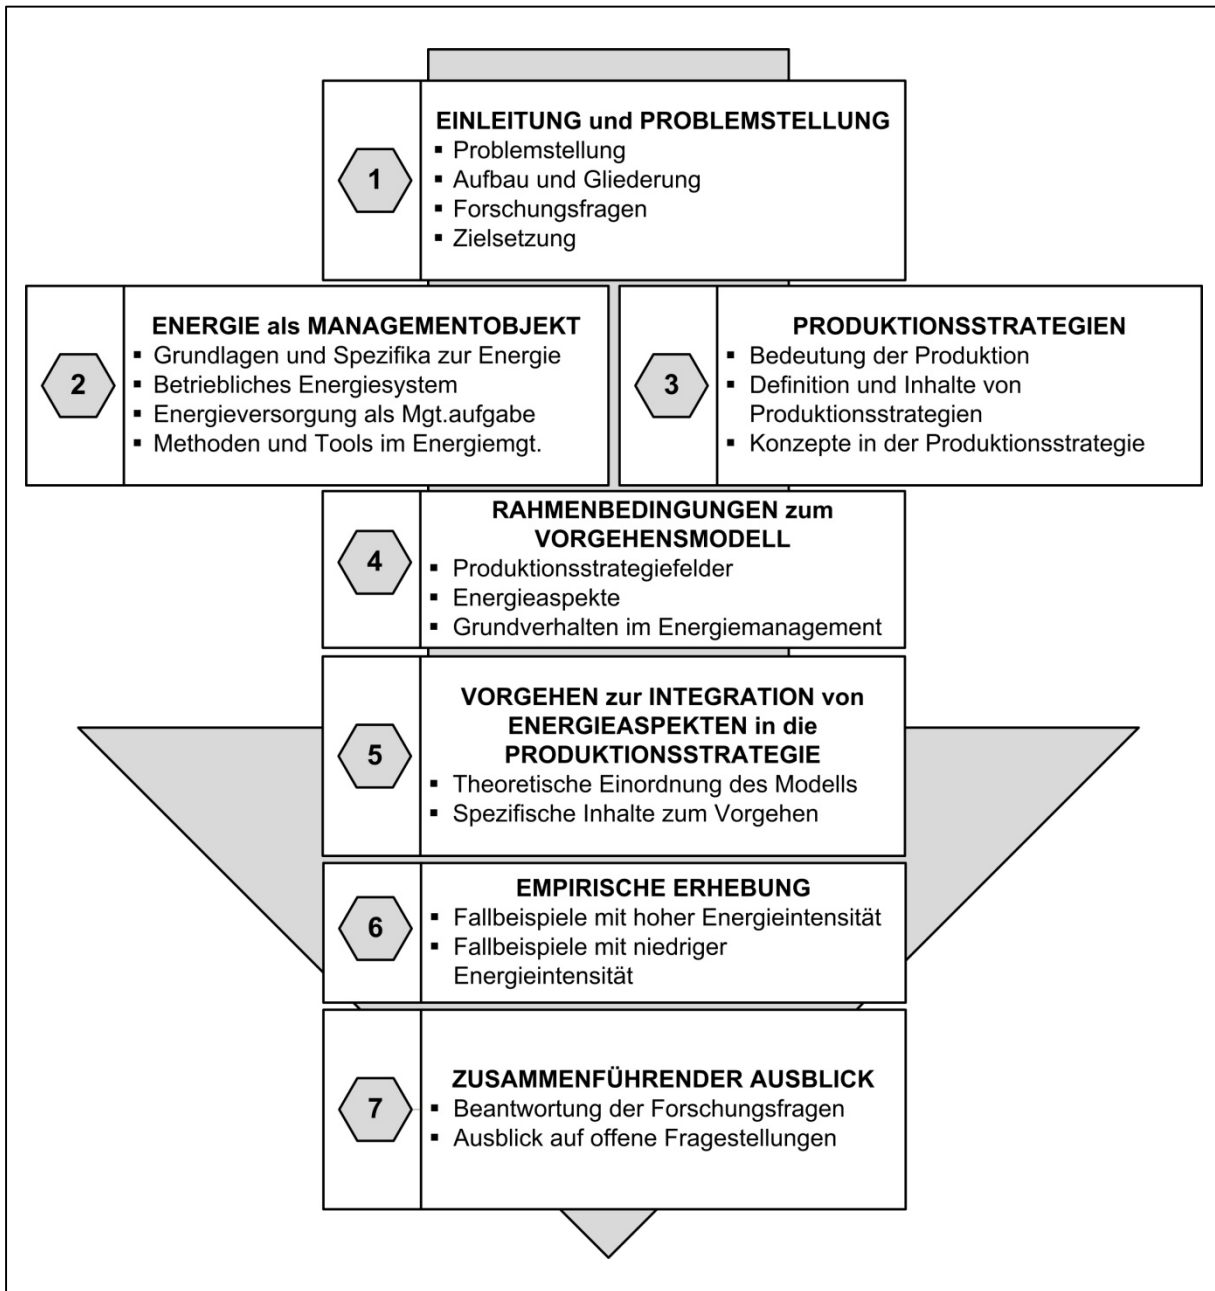 1
EINLEITUNG und PROBLEMSTELLUNG
▪ Problemstellung
▪ Aufbau und Gliederung
▪ Forschungsfragen
▪ Zielsetzung
2
ENERGIE als MANAGEMENTOBJEKT
▪ Grundlagen und Spezifika zur Energie
▪ Betriebliches Energiesystem
▪ Energieversorgung als Mgt.aufgabe
▪ Methoden und Tools im Energiemgt.
3
PRODUKTIONSSTRATEGIEN
▪ Bedeutung der Produktion
▪ Definition und Inhalte von
Produktionsstrategien
▪ Konzepte in der Produktionsstrategie
4
RAHMENBEDINGUNGEN zum
VORGEHENSMODELL
▪ Produktionsstrategiefelder
▪ Energieaspekte
▪ Grundverhalten im Energiemanagement
5
VORGEHEN zur INTEGRATION von
ENERGIEASPEKTEN in die
PRODUKTIONSSTRATEGIE
▪ Theoretische Einordnung des Modells
▪ Spezifische Inhalte zum Vorgehen
6
EMPIRISCHE ERHEBUNG
▪ Fallbeispiele mit hoher Energieintensität
▪ Fallbeispiele mit niedriger
Energieintensität
7
ZUSAMMENFÜHRENDER AUSBLICK
▪ Beantwortung der Forschungsfragen
▪ Ausblick auf offene Fragestellungen